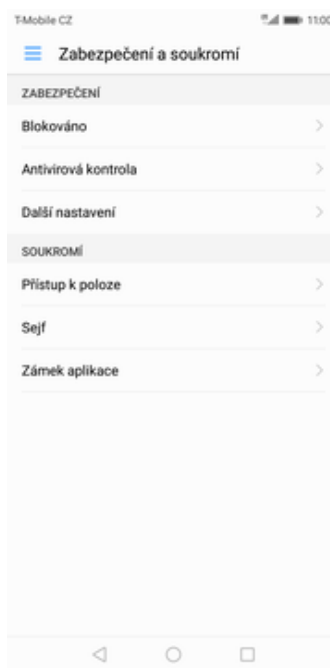 T-Mobile CZ 11:00
Zabezpečení a soukromí
ZABEZPEČENÍ
Blokováno
Antivirová kontrola
Další nastavení
SOUKROMÍ
Přístup k poloze
Sejf
Zámek aplikace